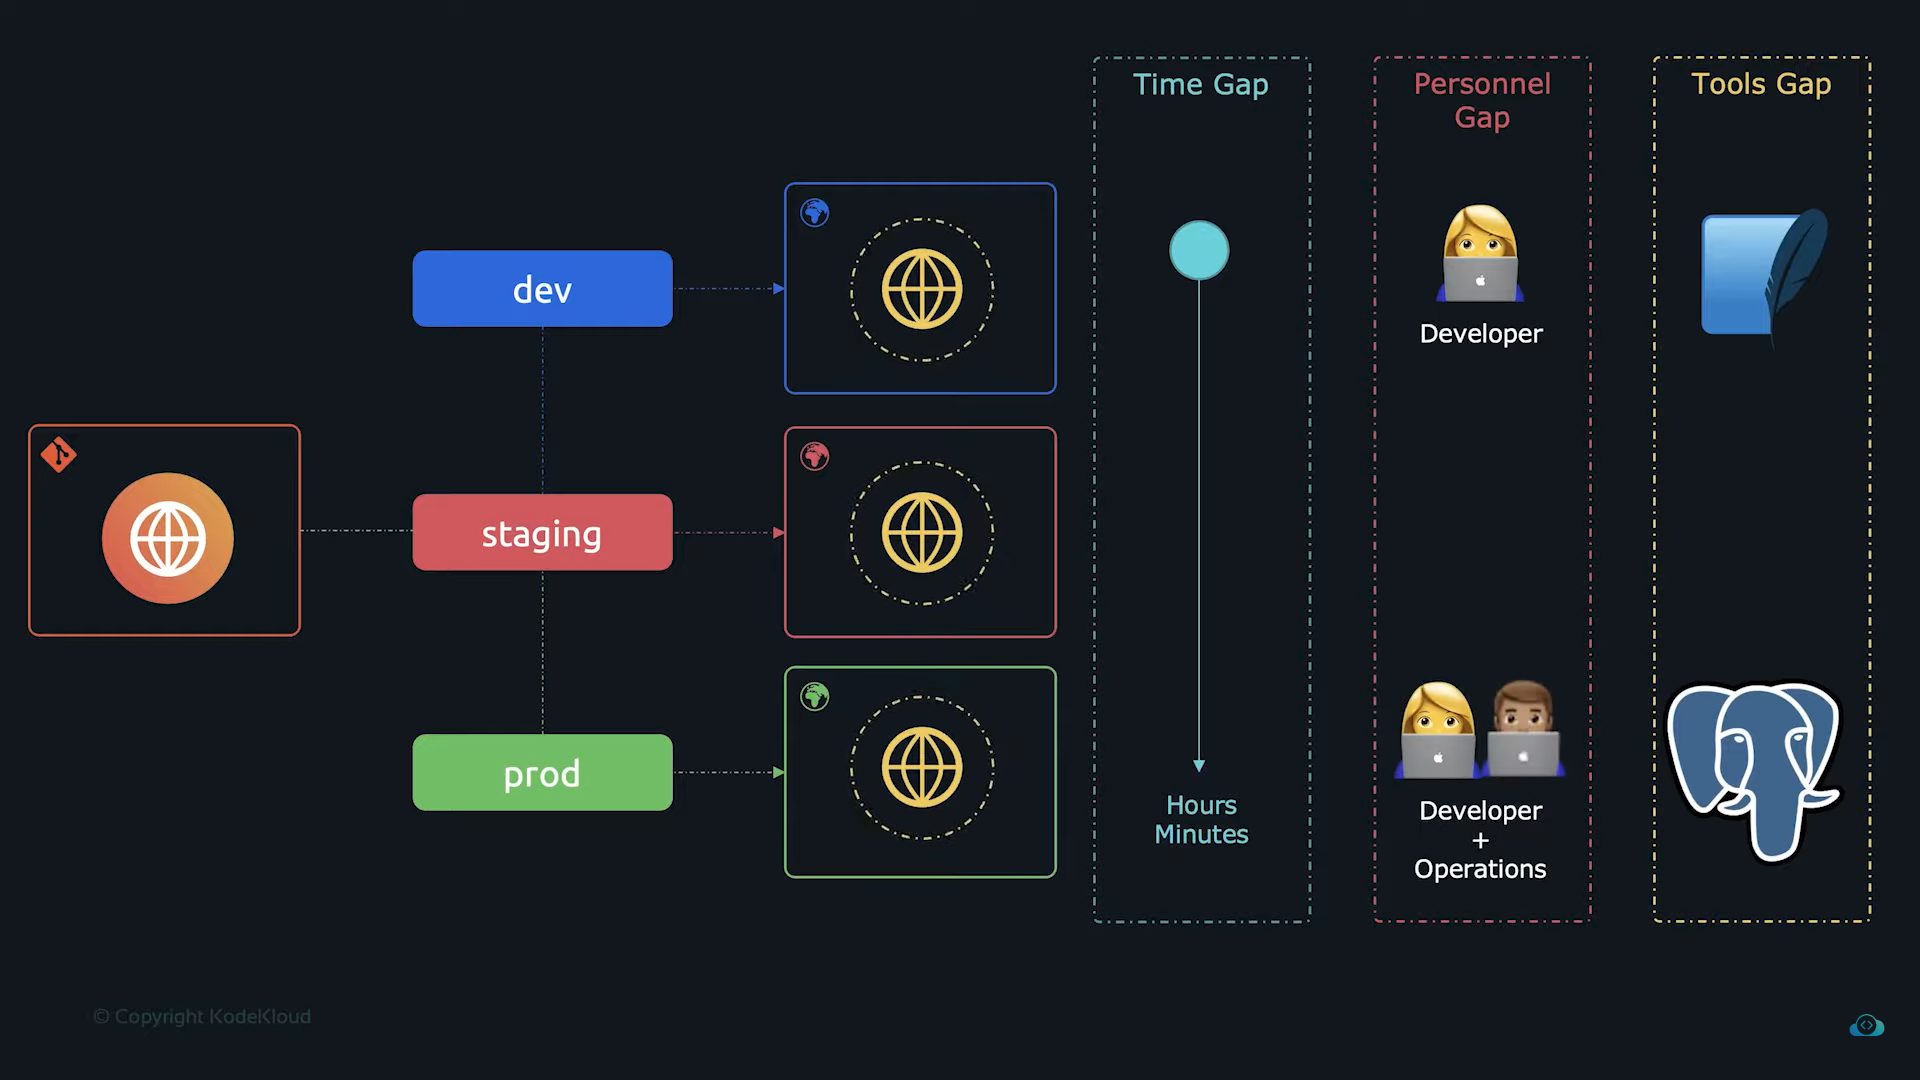 Time Gap
Personnel
Gap
Tools Gap
dev
Developer
staging
prod
Hours
Minutes
Developer
+
Operations
© Copyright KodeKloud